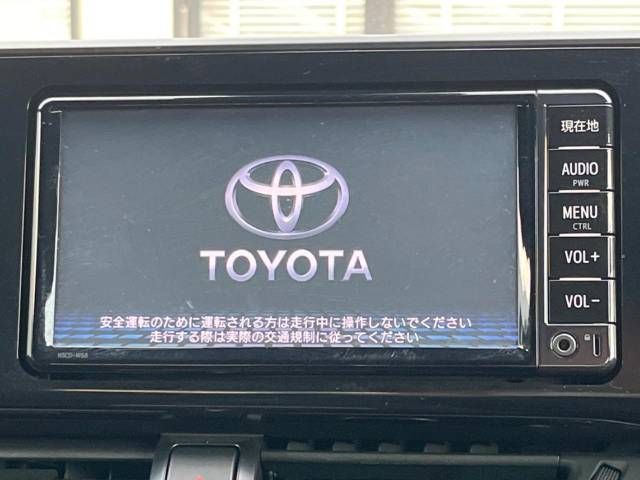 現在地
AUDIO
PWR
MENU
CTRL
VOL+
VOL-
TOYOTA
安全運転のために運転される方は走行中に操作しないでください
走行する際は実際の交通規制に従ってください
NSCD-W66